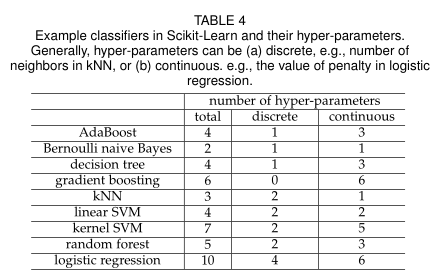 TABLE 4
Example classifiers in Scikit-Learn and their hyper-parameters.
Generally, hyper-parameters can be (a) discrete, e.g., number of
neighbors in kNN, or (b) continuous. e.g., the value of penalty in logistic
regression.
number of hyper-parameters
total discrete continuous
AdaBoost 4 1 3
Bernoulli naive Bayes 2 1 1
decision tree 4 1 3
gradient boosting 6 0 6
kNN 3 2 1
linear SVM 4 2 2
kernel SVM 7 2 5
random forest 5 2 3
logistic regression 10 4 6